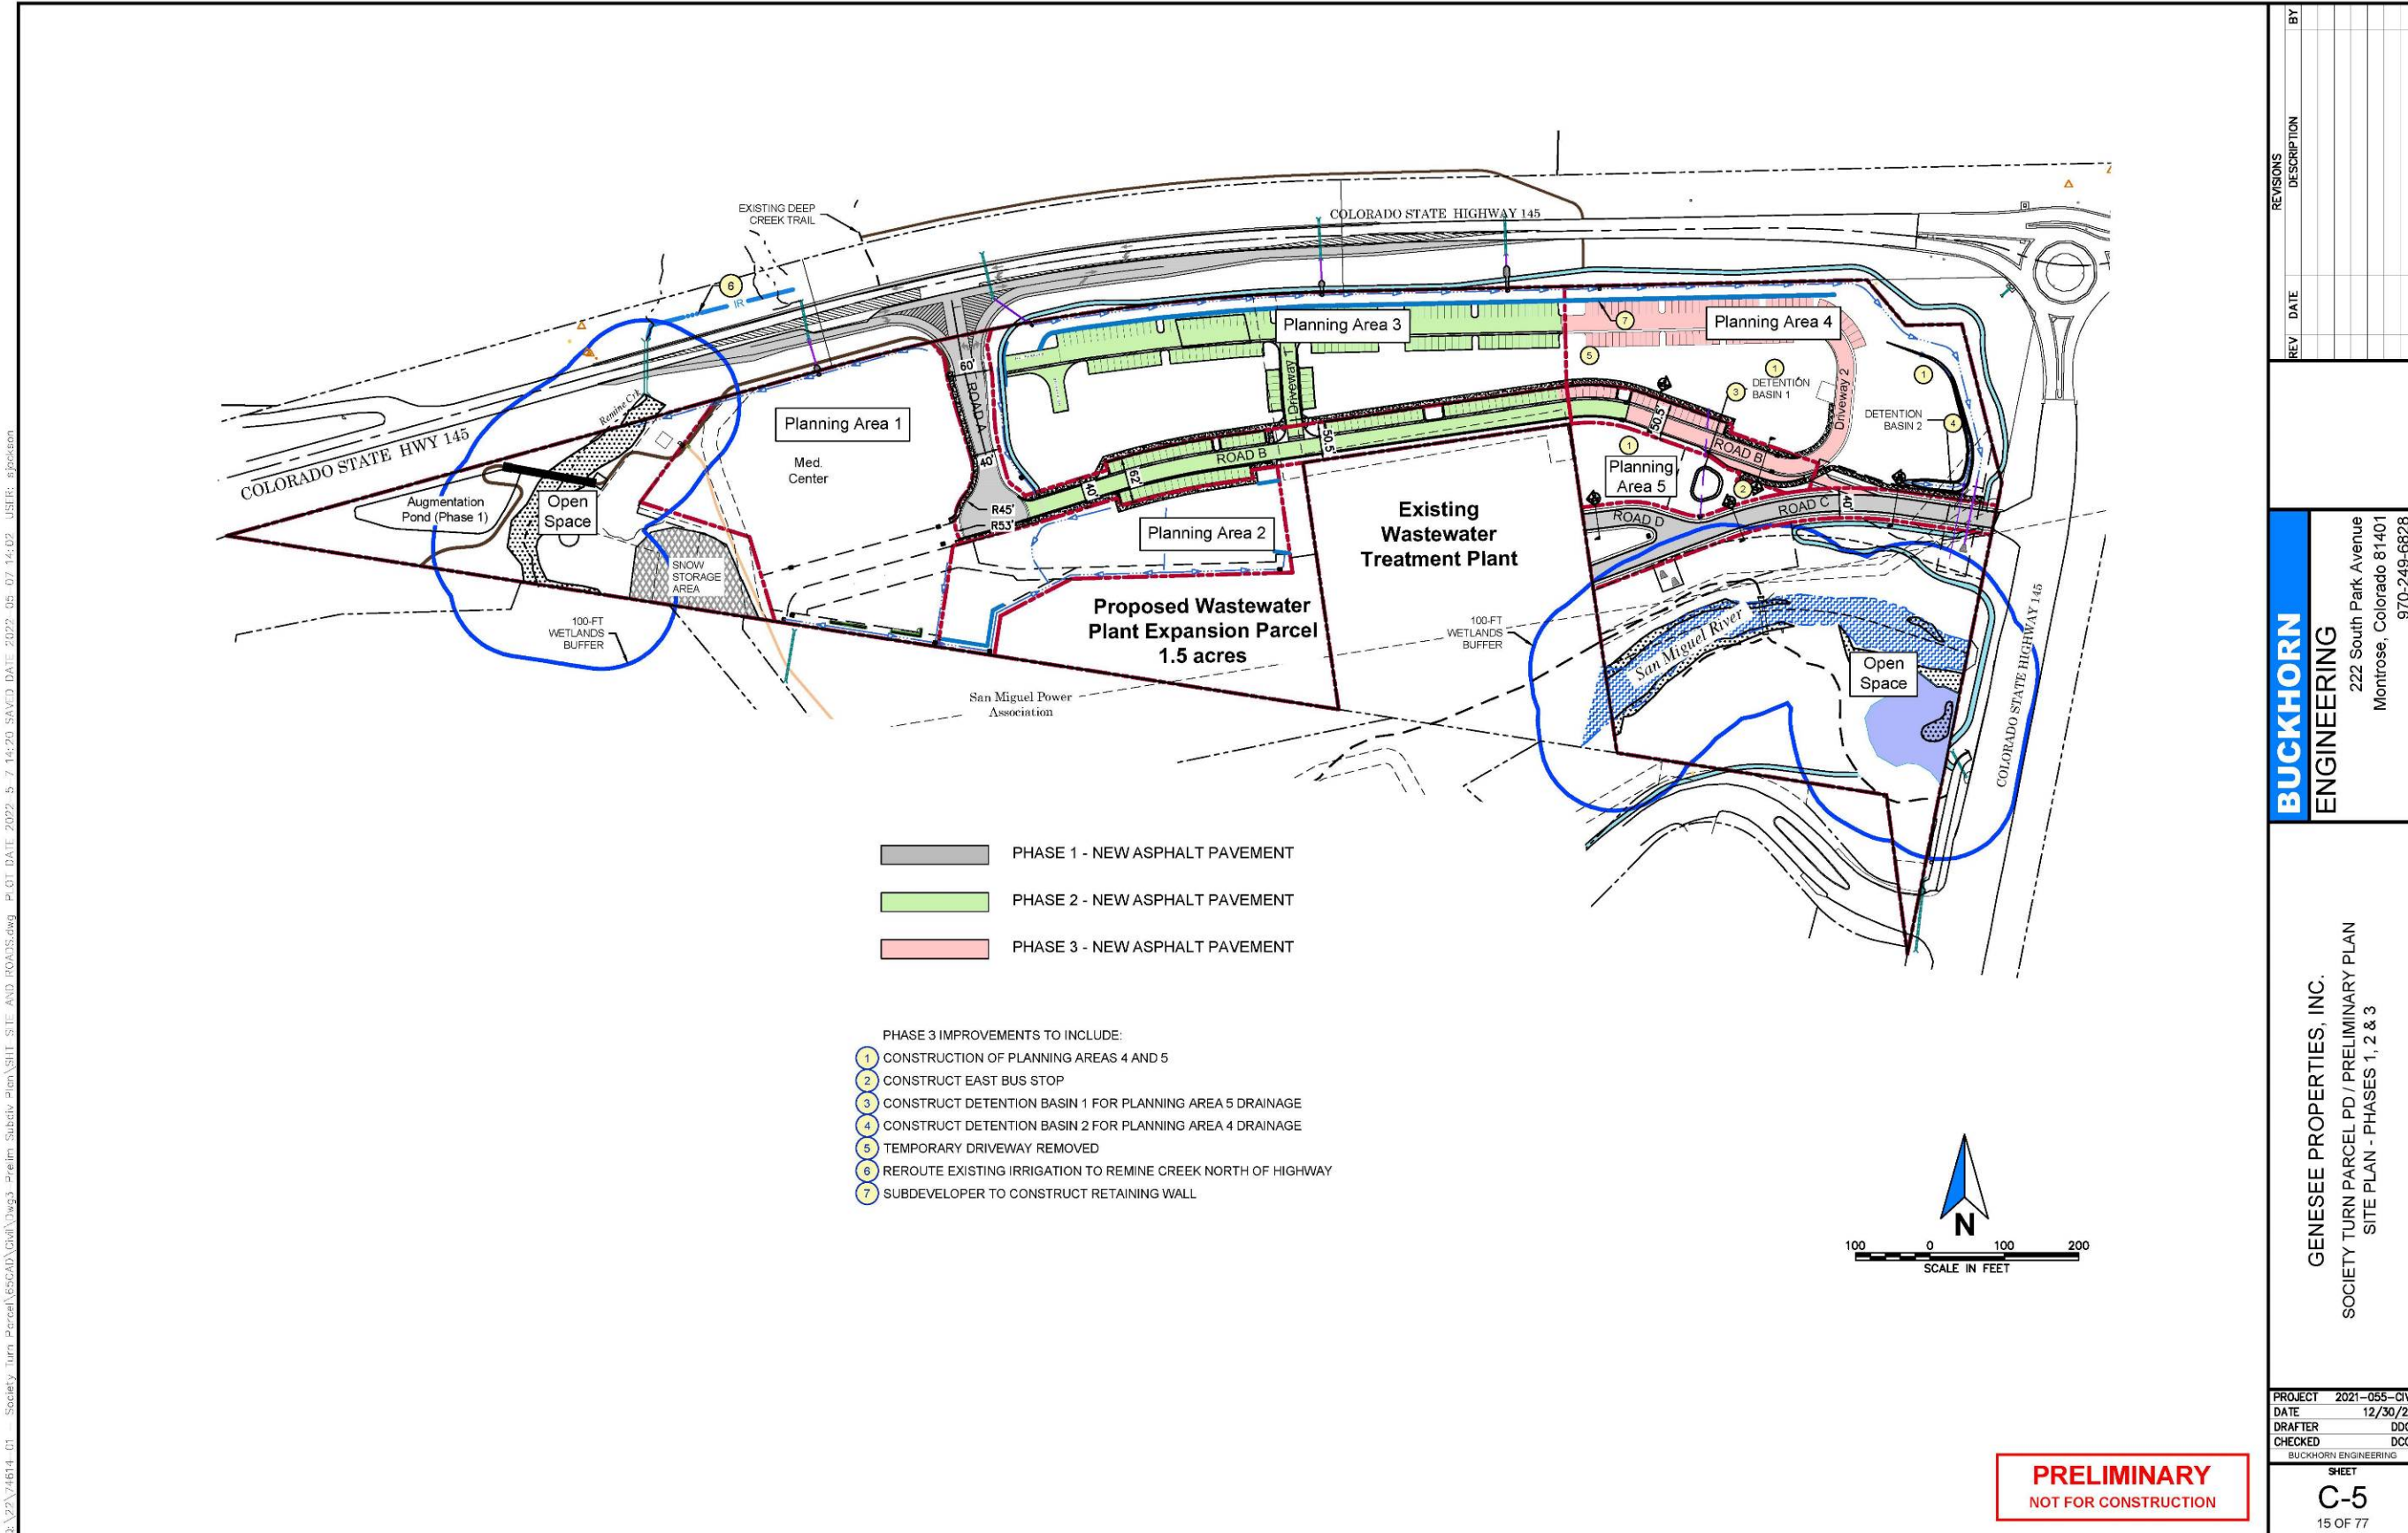 EXISTING DEEP
CREEK TRAIL
COLORADO STATE HIGHWAY 145
6
IR
Planning Area 3
Planning Area 4
7
5
1
3
DETENTION
BASIN 1
1
DETENTION
BASIN 2
4
Driveway 1
Driveway 2
60'
ROAD A
40'
Remine Crk
COLORADO STATE HWY 145
Planning Area 1
Med.
Center
Augmentation
Pond (Phase 1)
Open
Space
SNOW
STORAGE
AREA
100-FT
WETLANDS
BUFFER
R45'
R53'
40'
62'
ROAD B
50.5'
50.5'
ROAD B
1
Planning
Area 5
2
ROAD D
ROAD C
40'
Planning Area 2
Existing
Wastewater
Treatment Plant
Proposed Wastewater
Plant Expansion Parcel
1.5 acres
San Miguel Power
Association
100-FT
WETLANDS
BUFFER
San Miguel River
Open
Space
COLORADO STATE HIGHWAY 145
PHASE 1 - NEW ASPHALT PAVEMENT
PHASE 2 - NEW ASPHALT PAVEMENT
PHASE 3 - NEW ASPHALT PAVEMENT
PHASE 3 IMPROVEMENTS TO INCLUDE:
1 CONSTRUCTION OF PLANNING AREAS 4 AND 5
2 CONSTRUCT EAST BUS STOP
3 CONSTRUCT DETENTION BASIN 1 FOR PLANNING AREA 5 DRAINAGE
4 CONSTRUCT DETENTION BASIN 2 FOR PLANNING AREA 4 DRAINAGE
5 TEMPORARY DRIVEWAY REMOVED
6 REROUTE EXISTING IRRIGATION TO REMINE CREEK NORTH OF HIGHWAY
7 SUBDEVELOPER TO CONSTRUCT RETAINING WALL
N
100 0 100 200
SCALE IN FEET
PRELIMINARY
NOT FOR CONSTRUCTION
REVISIONS
REV DATE DESCRIPTION BY
BUCKHORN
ENGINEERING
222 South Park Avenue
Montrose, Colorado 81401
970-249-6828
GENESEE PROPERTIES, INC.
SOCIETY TURN PARCEL PD / PRELIMINARY PLAN
SITE PLAN - PHASES 1, 2 & 3
PROJECT 2021-055-CIV
DATE 12/30/2
DRAFTER
CHECKED
BUCKHORN ENGINEERING
SHEET
C-5
15 OF 77